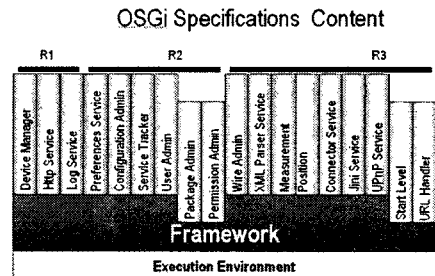 OSGi Specifications Content
R1
R2
R3
Device Manager
Http Service
Log Service
Preferences Service
Configuration Admin
Service Tracker
User Admin
Package Admin
Permission Admin
Wire Admin
XML Parser Service
Measurement
Position
Connector Service
Jini Service
UPnP Service
Start Level
URL Handler
Framework
Execution Environment